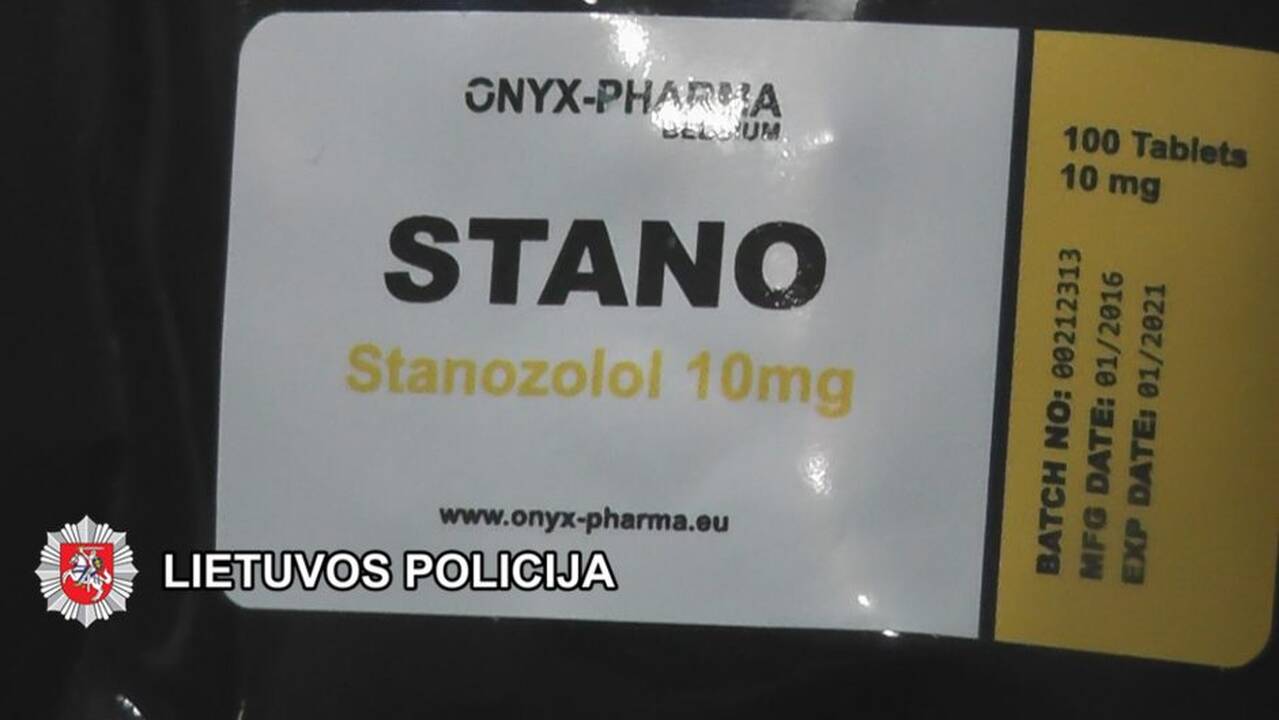 ONYX-PHARMA
BELGIUM
STANO
Stanozolol 10mg
www.onyx-pharma.eu
100 Tablets
10 mg
BATCH NO: 00212313
MFG DATE: 01/2016
EXP DATE: 01/2021
LIETUVOS POLICIJA